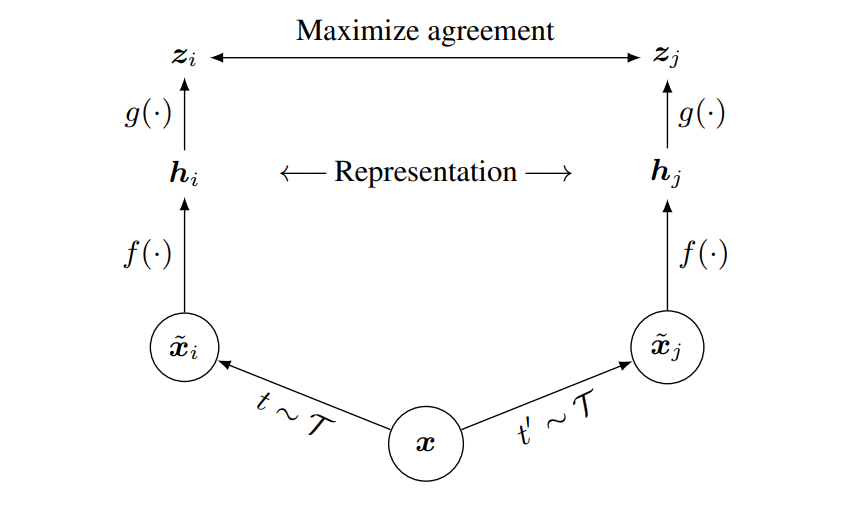 Maximize agreement
z_i z_j
g(·) g(·)
h_i ← Representation → h_j
f(·) f(·)
x̃_i x̃_j
t ~ 𝒯 t′ ~ 𝒯
x